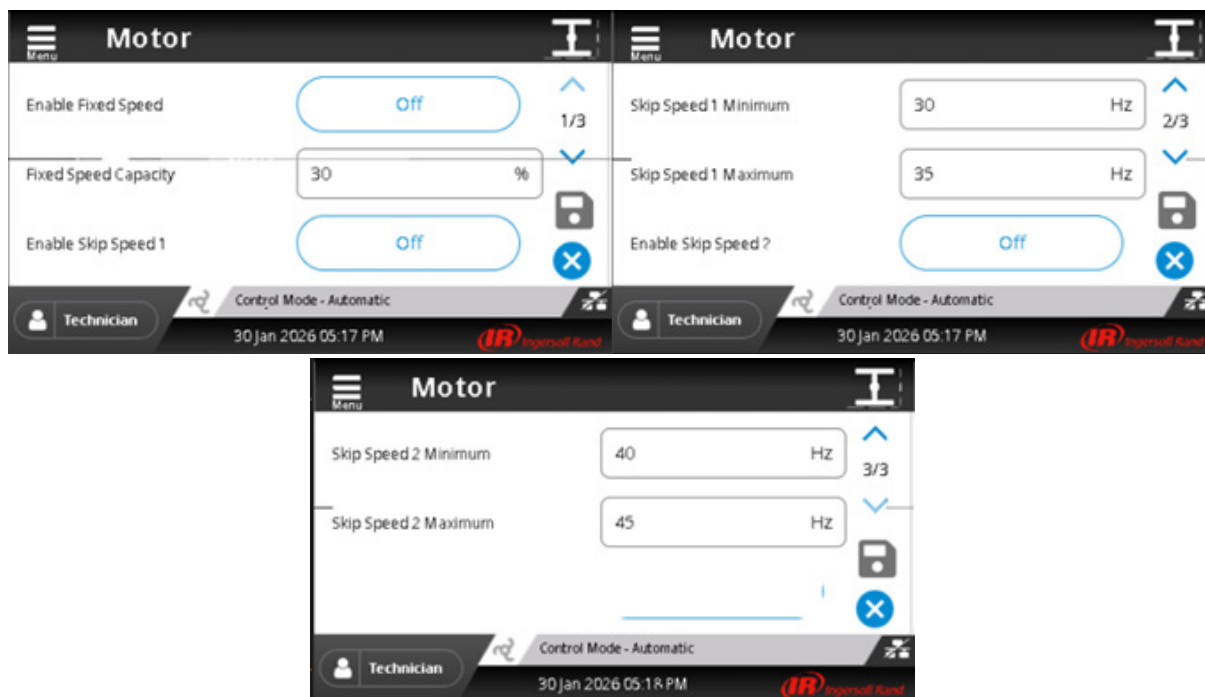 Motor
Menu
Enable Fixed Speed Off
1/3
Fixed Speed Capacity 30 %
Enable Skip Speed 1 Off
Control Mode - Automatic
Technician
30 Jan 2026 05:17 PM
IR Ingersoll Rand
Motor
Menu
Skip Speed 1 Minimum 30 Hz
2/3
Skip Speed 1 Maximum 35 Hz
Enable Skip Speed 2 Off
Control Mode - Automatic
Technician
30 Jan 2026 05:17 PM
IR Ingersoll Rand
Motor
Menu
Skip Speed 2 Minimum 40 Hz
3/3
Skip Speed 2 Maximum 45 Hz
Control Mode - Automatic
Technician
30 Jan 2026 05:18 PM
IR Ingersoll Rand